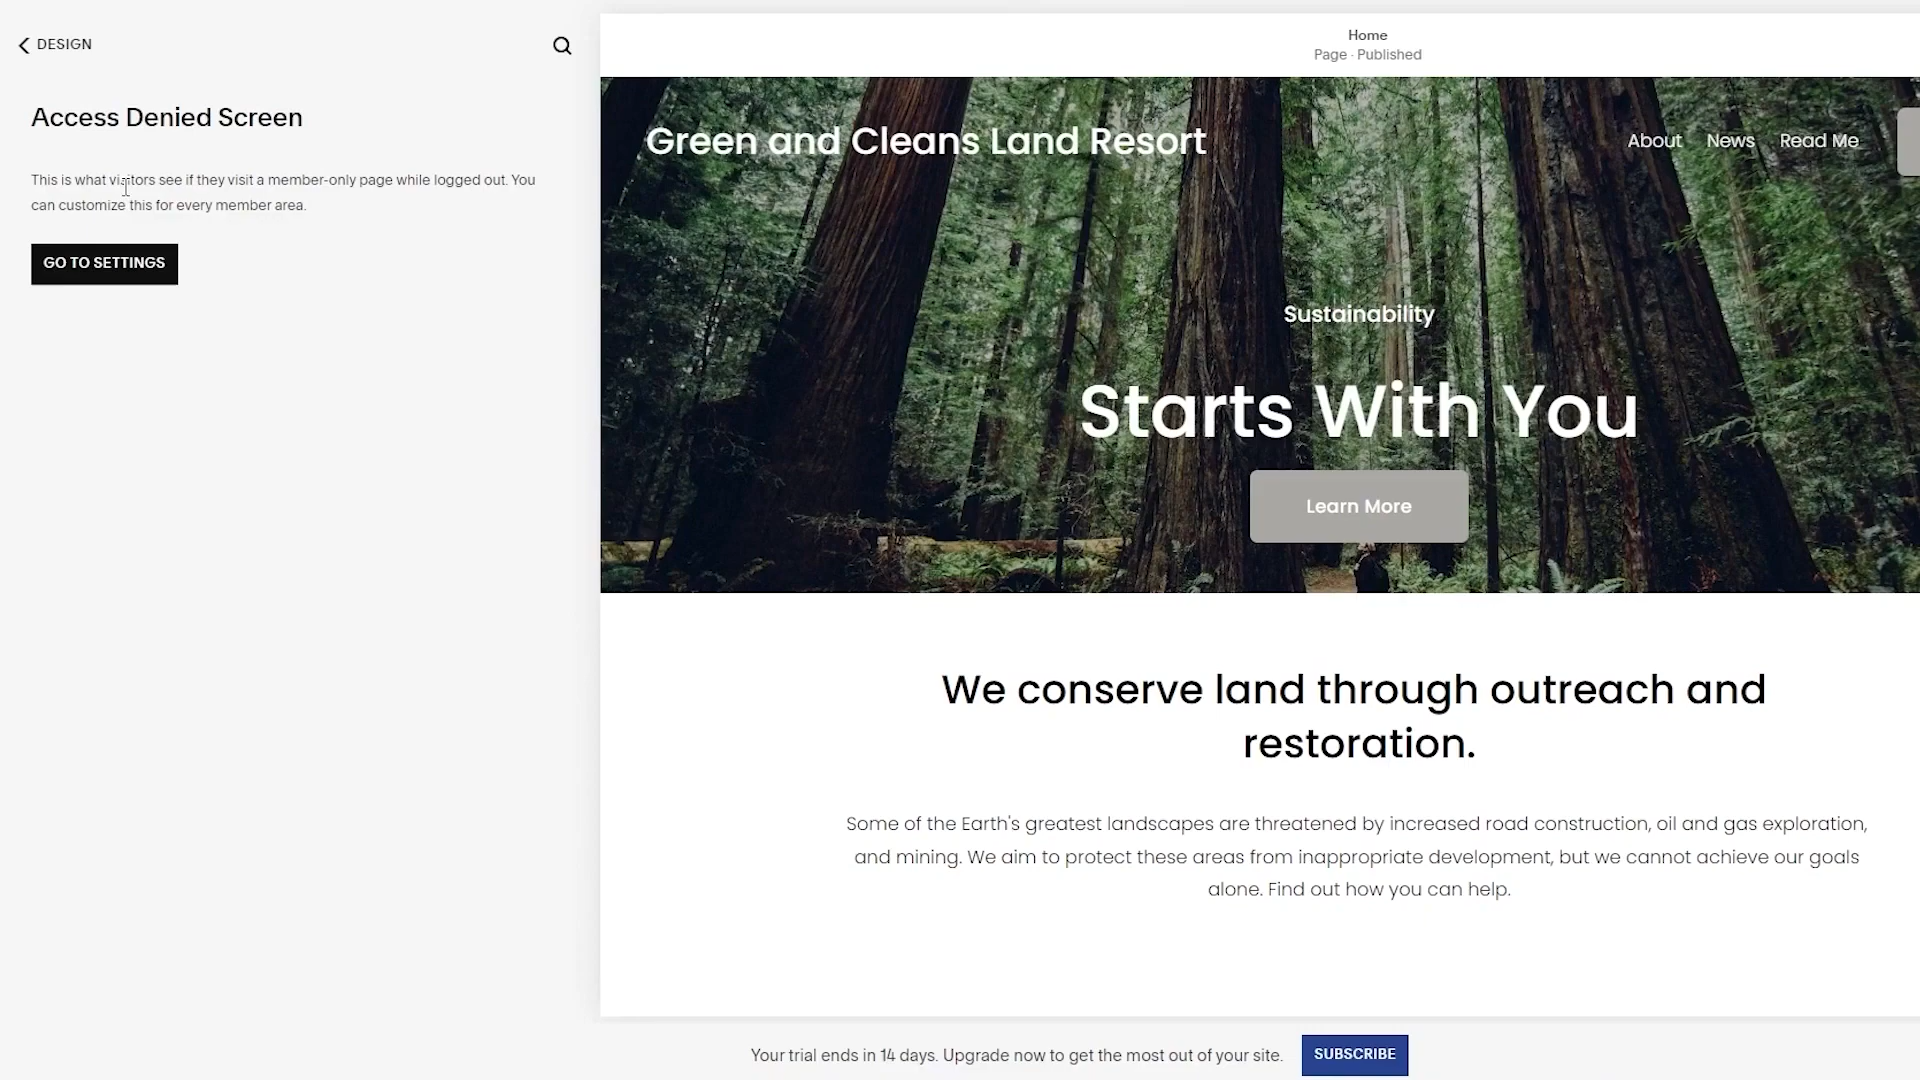 DESIGN
Access Denied Screen
This is what visitors see if they visit a member-only page while logged out. You
can customize this for every member area.
GO TO SETTINGS
Home
Page · Published
Green and Cleans Land Resort
About News Read Me
Sustainability
Starts With You
Learn More
We conserve land through outreach and
restoration.
Some of the Earth's greatest landscapes are threatened by increased road construction, oil and gas exploration,
and mining. We aim to protect these areas from inappropriate development, but we cannot achieve our goals
alone. Find out how you can help.
Your trial ends in 14 days. Upgrade now to get the most out of your site.
SUBSCRIBE